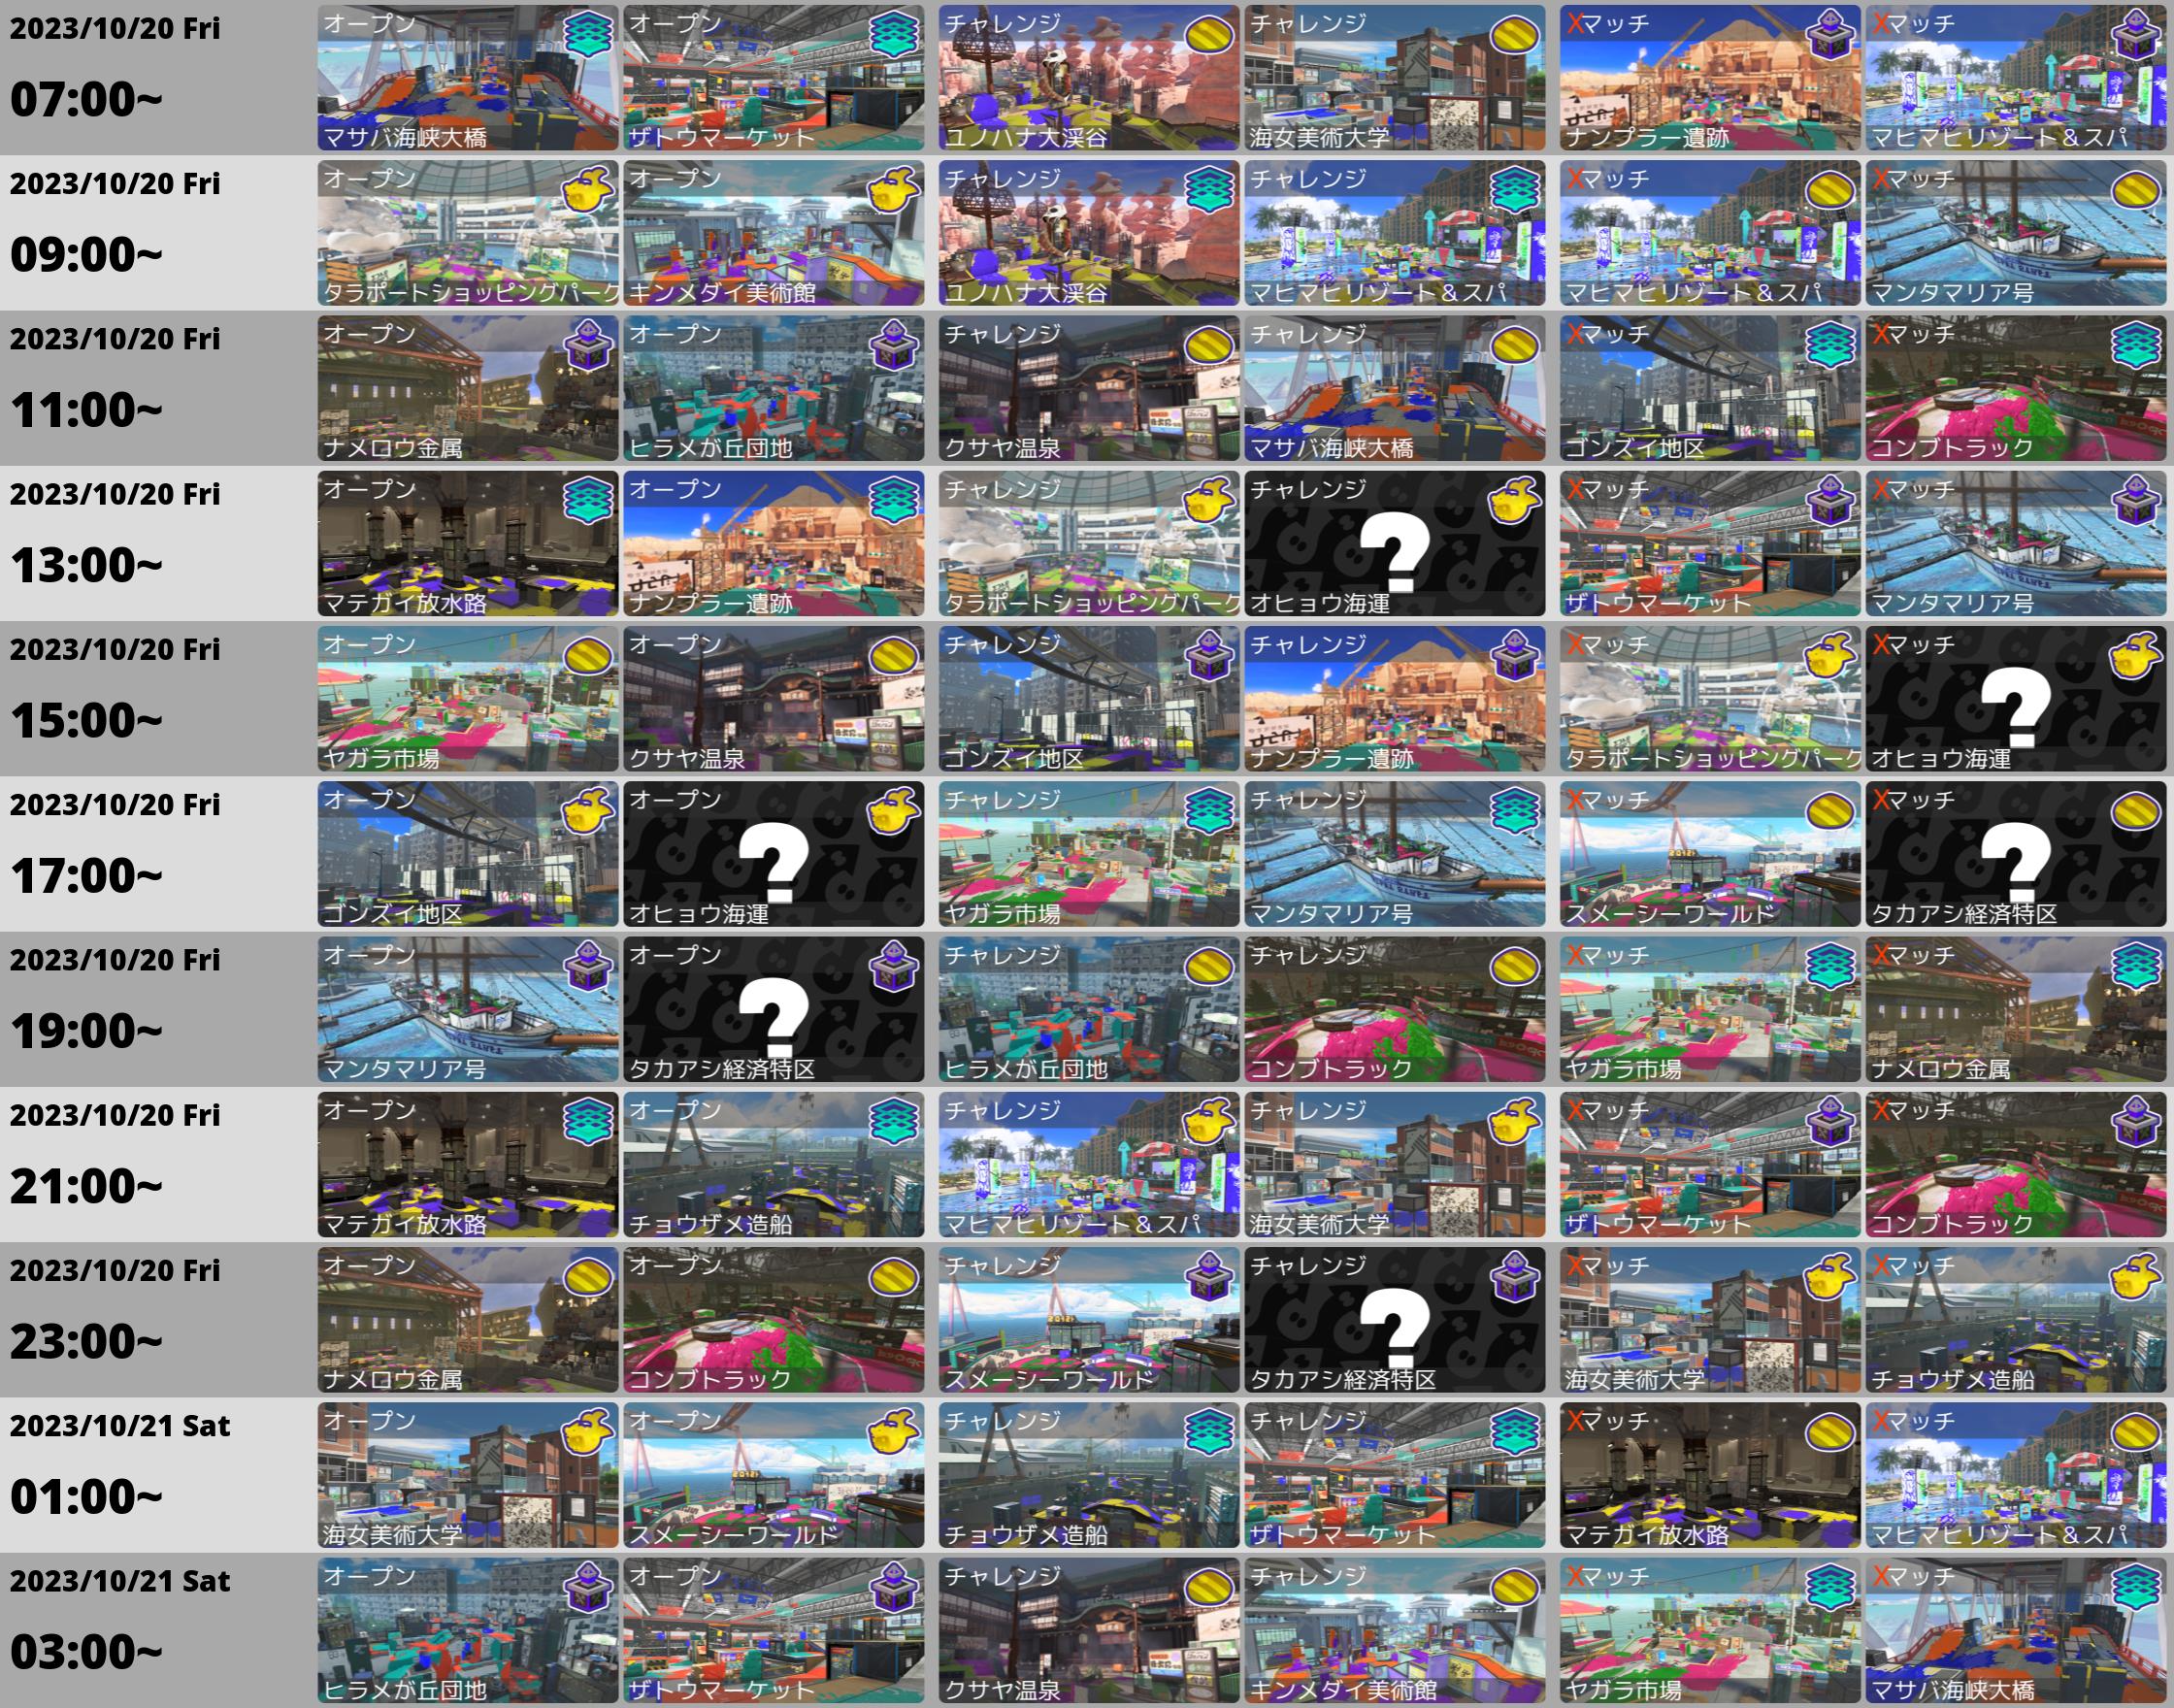 2023/10/20 Fri
07:00~
オープン オープン チャレンジ チャレンジ Xマッチ Xマッチ
マサバ海峡大橋 ザトウマーケット ユノハナ大渓谷 海女美術大学 ナンプラー遺跡 マヒマヒリゾート＆スパ
2023/10/20 Fri
09:00~
オープン オープン チャレンジ チャレンジ Xマッチ Xマッチ
タラポートショッピングパーク キンメダイ美術館 ユノハナ大渓谷 マヒマヒリゾート＆スパ マヒマヒリゾート＆スパ マンタマリア号
2023/10/20 Fri
11:00~
オープン オープン チャレンジ チャレンジ Xマッチ Xマッチ
ナメロウ金属 ヒラメが丘団地 クサヤ温泉 マサバ海峡大橋 ゴンズイ地区 コンブトラック
2023/10/20 Fri
13:00~
オープン オープン チャレンジ チャレンジ Xマッチ Xマッチ
?
マテガイ放水路 ナンプラー遺跡 タラポートショッピングパーク オヒョウ海運 ザトウマーケット マンタマリア号
2023/10/20 Fri
15:00~
オープン オープン チャレンジ チャレンジ Xマッチ Xマッチ
?
ヤガラ市場 クサヤ温泉 ゴンズイ地区 ナンプラー遺跡 タラポートショッピングパーク オヒョウ海運
2023/10/20 Fri
17:00~
オープン オープン チャレンジ チャレンジ Xマッチ Xマッチ
? ?
ゴンズイ地区 オヒョウ海運 ヤガラ市場 マンタマリア号 スメーシーワールド タカアシ経済特区
2023/10/20 Fri
19:00~
オープン オープン チャレンジ チャレンジ Xマッチ Xマッチ
?
マンタマリア号 タカアシ経済特区 ヒラメが丘団地 コンブトラック ヤガラ市場 ナメロウ金属
2023/10/20 Fri
21:00~
オープン オープン チャレンジ チャレンジ Xマッチ Xマッチ
マテガイ放水路 チョウザメ造船 マヒマヒリゾート＆スパ 海女美術大学 ザトウマーケット コンブトラック
2023/10/20 Fri
23:00~
オープン オープン チャレンジ チャレンジ Xマッチ Xマッチ
?
ナメロウ金属 コンブトラック スメーシーワールド タカアシ経済特区 海女美術大学 チョウザメ造船
2023/10/21 Sat
01:00~
オープン オープン チャレンジ チャレンジ Xマッチ Xマッチ
海女美術大学 スメーシーワールド チョウザメ造船 ザトウマーケット マテガイ放水路 マヒマヒリゾート＆スパ
2023/10/21 Sat
03:00~
オープン オープン チャレンジ チャレンジ Xマッチ Xマッチ
ヒラメが丘団地 ザトウマーケット クサヤ温泉 キンメダイ美術館 ヤガラ市場 マサバ海峡大橋